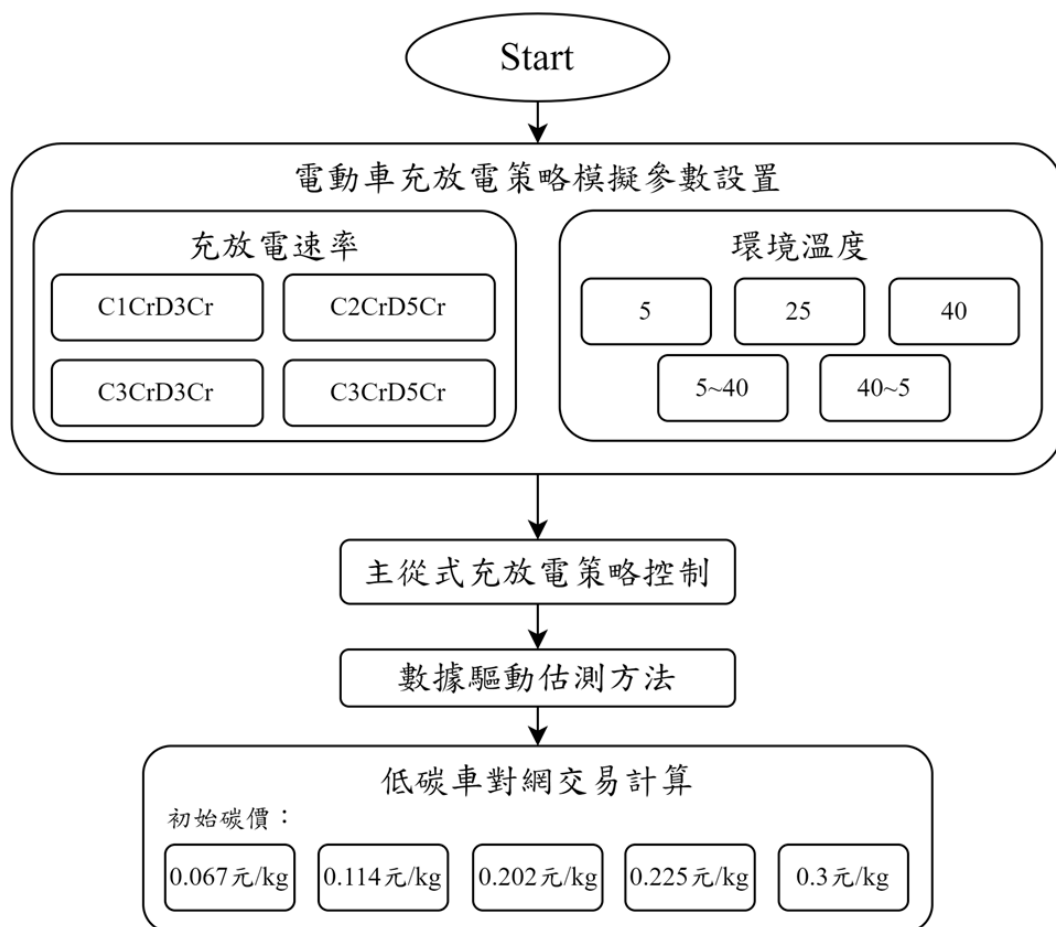 Start
電動車充放電策略模擬參數設置
充放電速率
C1CrD3Cr
C2CrD5Cr
C3CrD3Cr
C3CrD5Cr
環境溫度
5
25
40
5~40
40~5
主從式充放電策略控制
數據驅動估測方法
低碳車對網交易計算
初始碳價：
0.067元/kg
0.114元/kg
0.202元/kg
0.225元/kg
0.3元/kg